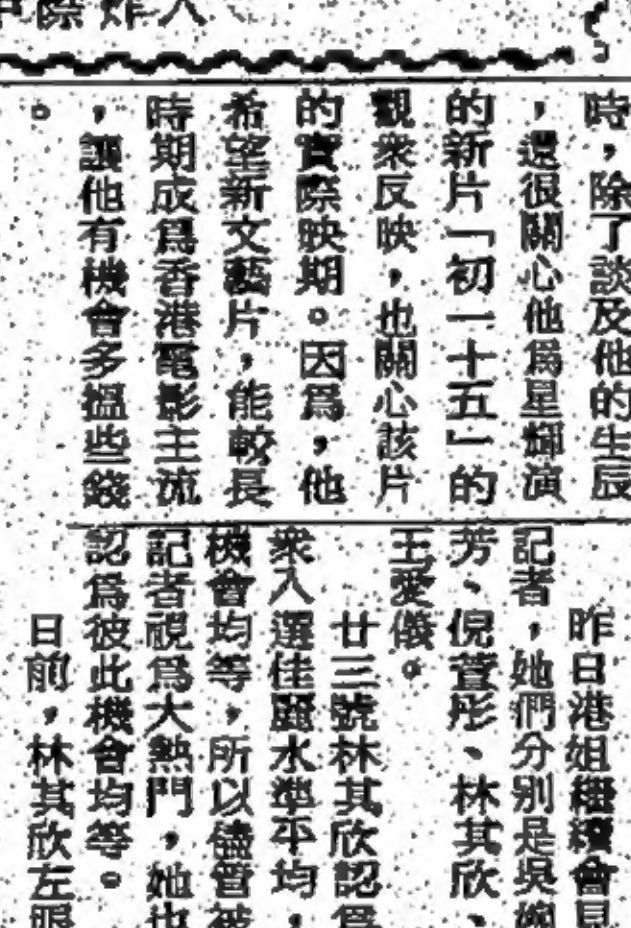 除炸人
時，除了談及他的生辰
，還很關心他爲星輝演
的新片「初一十五」的
觀衆反映，也關心該片
的實際映期。因爲，他
希望新文藝片，能較長
時期成爲香港電影主流
，讓他有機會多搵些錢
。
昨日港姐繼續會見
記者，她們分別是吳婉
芳、倪萱彤、林其欣、
王愛儀。
廿三號林其欣認爲
衆入選佳麗水準平均，
機會均等，所以儘管被
記者視爲大熱門，她也
認爲彼此機會均等。
日前，林其欣左眼